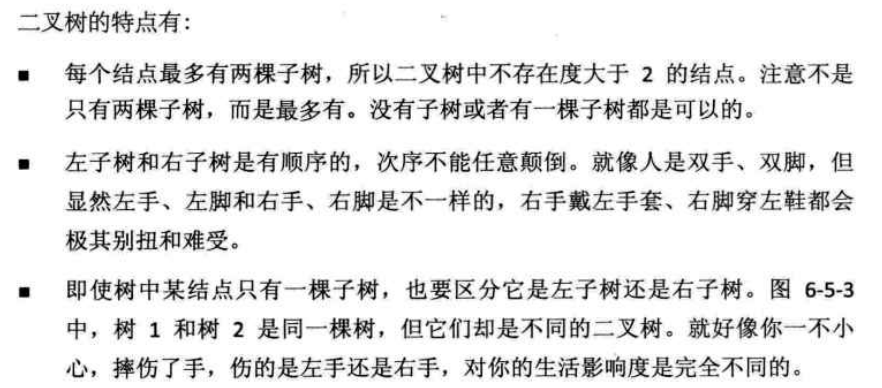 二叉树的特点有:
■ 每个结点最多有两棵子树，所以二叉树中不存在度大于 2 的结点。注意不是
只有两棵子树，而是最多有。没有子树或者有一棵子树都是可以的。
■ 左子树和右子树是有顺序的，次序不能任意颠倒。就像人是双手、双脚，但
显然左手、左脚和右手、右脚是不一样的，右手戴左手套、右脚穿左鞋都会
极其别扭和难受。
■ 即使树中某结点只有一棵子树，也要区分它是左子树还是右子树。图 6-5-3
中，树 1 和树 2 是同一棵树，但它们却是不同的二叉树。就好像你一不小
心，摔伤了手，伤的是左手还是右手，对你的生活影响度是完全不同的。